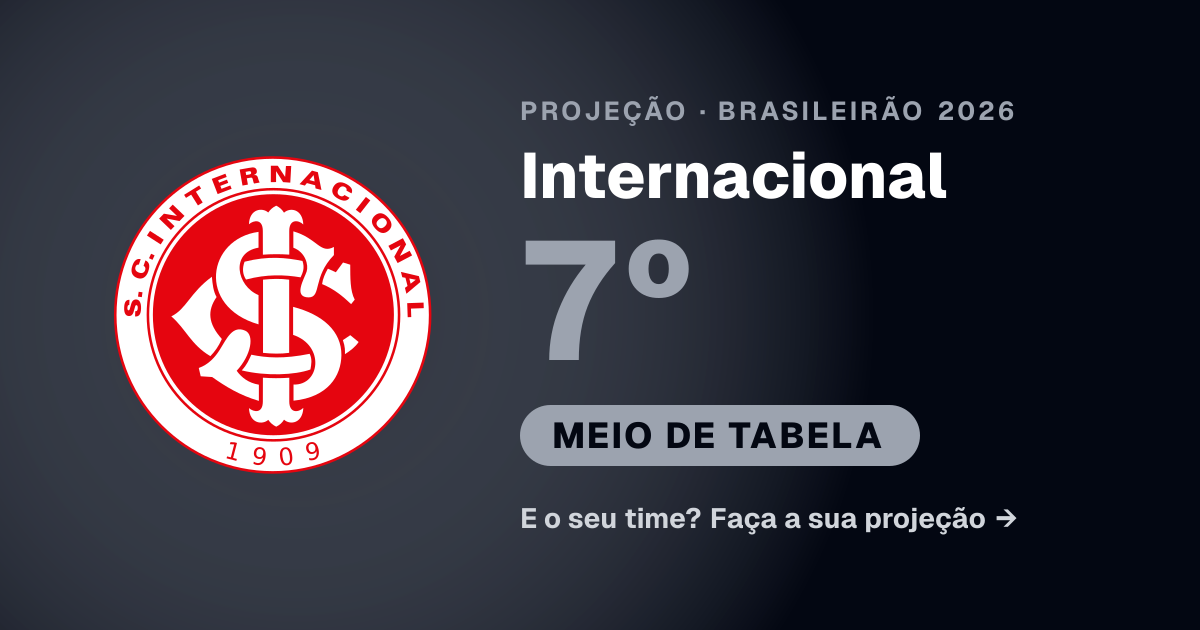 S.C. INTERNACIONAL
1909
PROJEÇÃO · BRASILEIRÃO 2026
Internacional
7º
MEIO DE TABELA
E o seu time? Faça a sua projeção →